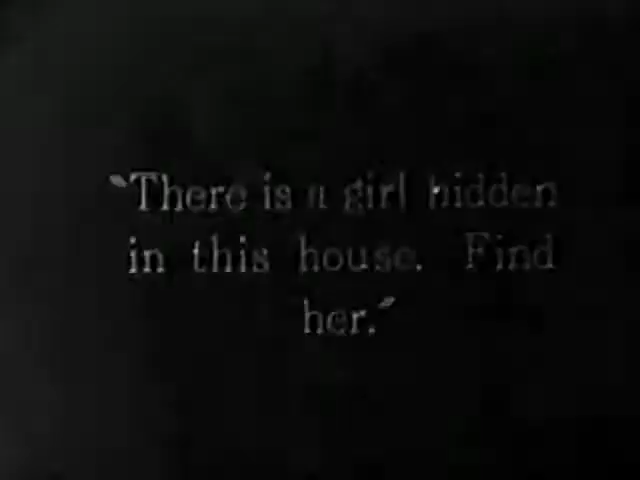 "There is a girl hidden
in this house. Find
her."